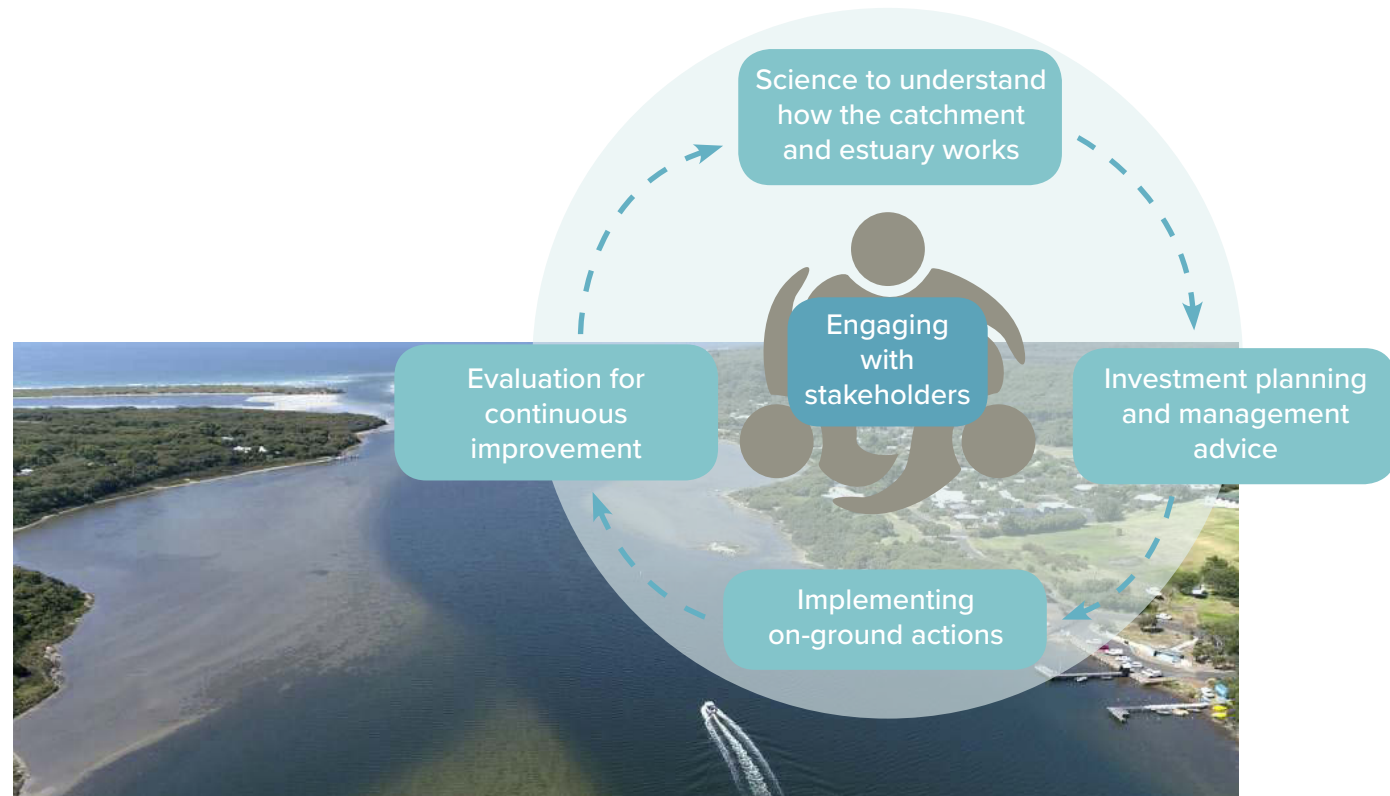 Science to understand
how the catchment
and estuary works
Engaging
with
stakeholders
Evaluation for
continuous
improvement
Investment planning
and management
advice
Implementing
on-ground actions